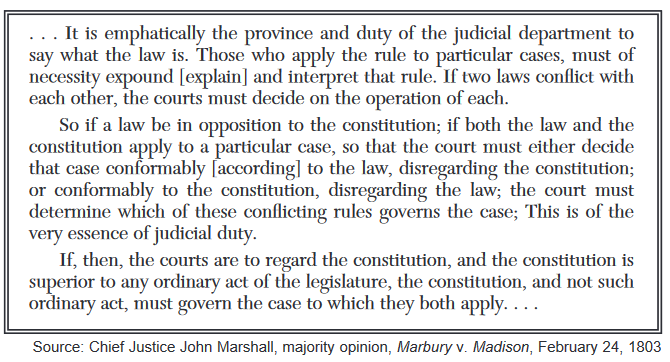 . . . It is emphatically the province and duty of the judicial department to
say what the law is. Those who apply the rule to particular cases, must of
necessity expound [explain] and interpret that rule. If two laws conflict with
each other, the courts must decide on the operation of each.
So if a law be in opposition to the constitution; if both the law and the
constitution apply to a particular case, so that the court must either decide
that case conformably [according] to the law, disregarding the constitution;
or conformably to the constitution, disregarding the law; the court must
determine which of these conflicting rules governs the case; This is of the
very essence of judicial duty.
If, then, the courts are to regard the constitution, and the constitution is
superior to any ordinary act of the legislature, the constitution, and not such
ordinary act, must govern the case to which they both apply. . . .
Source: Chief Justice John Marshall, majority opinion, Marbury v. Madison, February 24, 1803